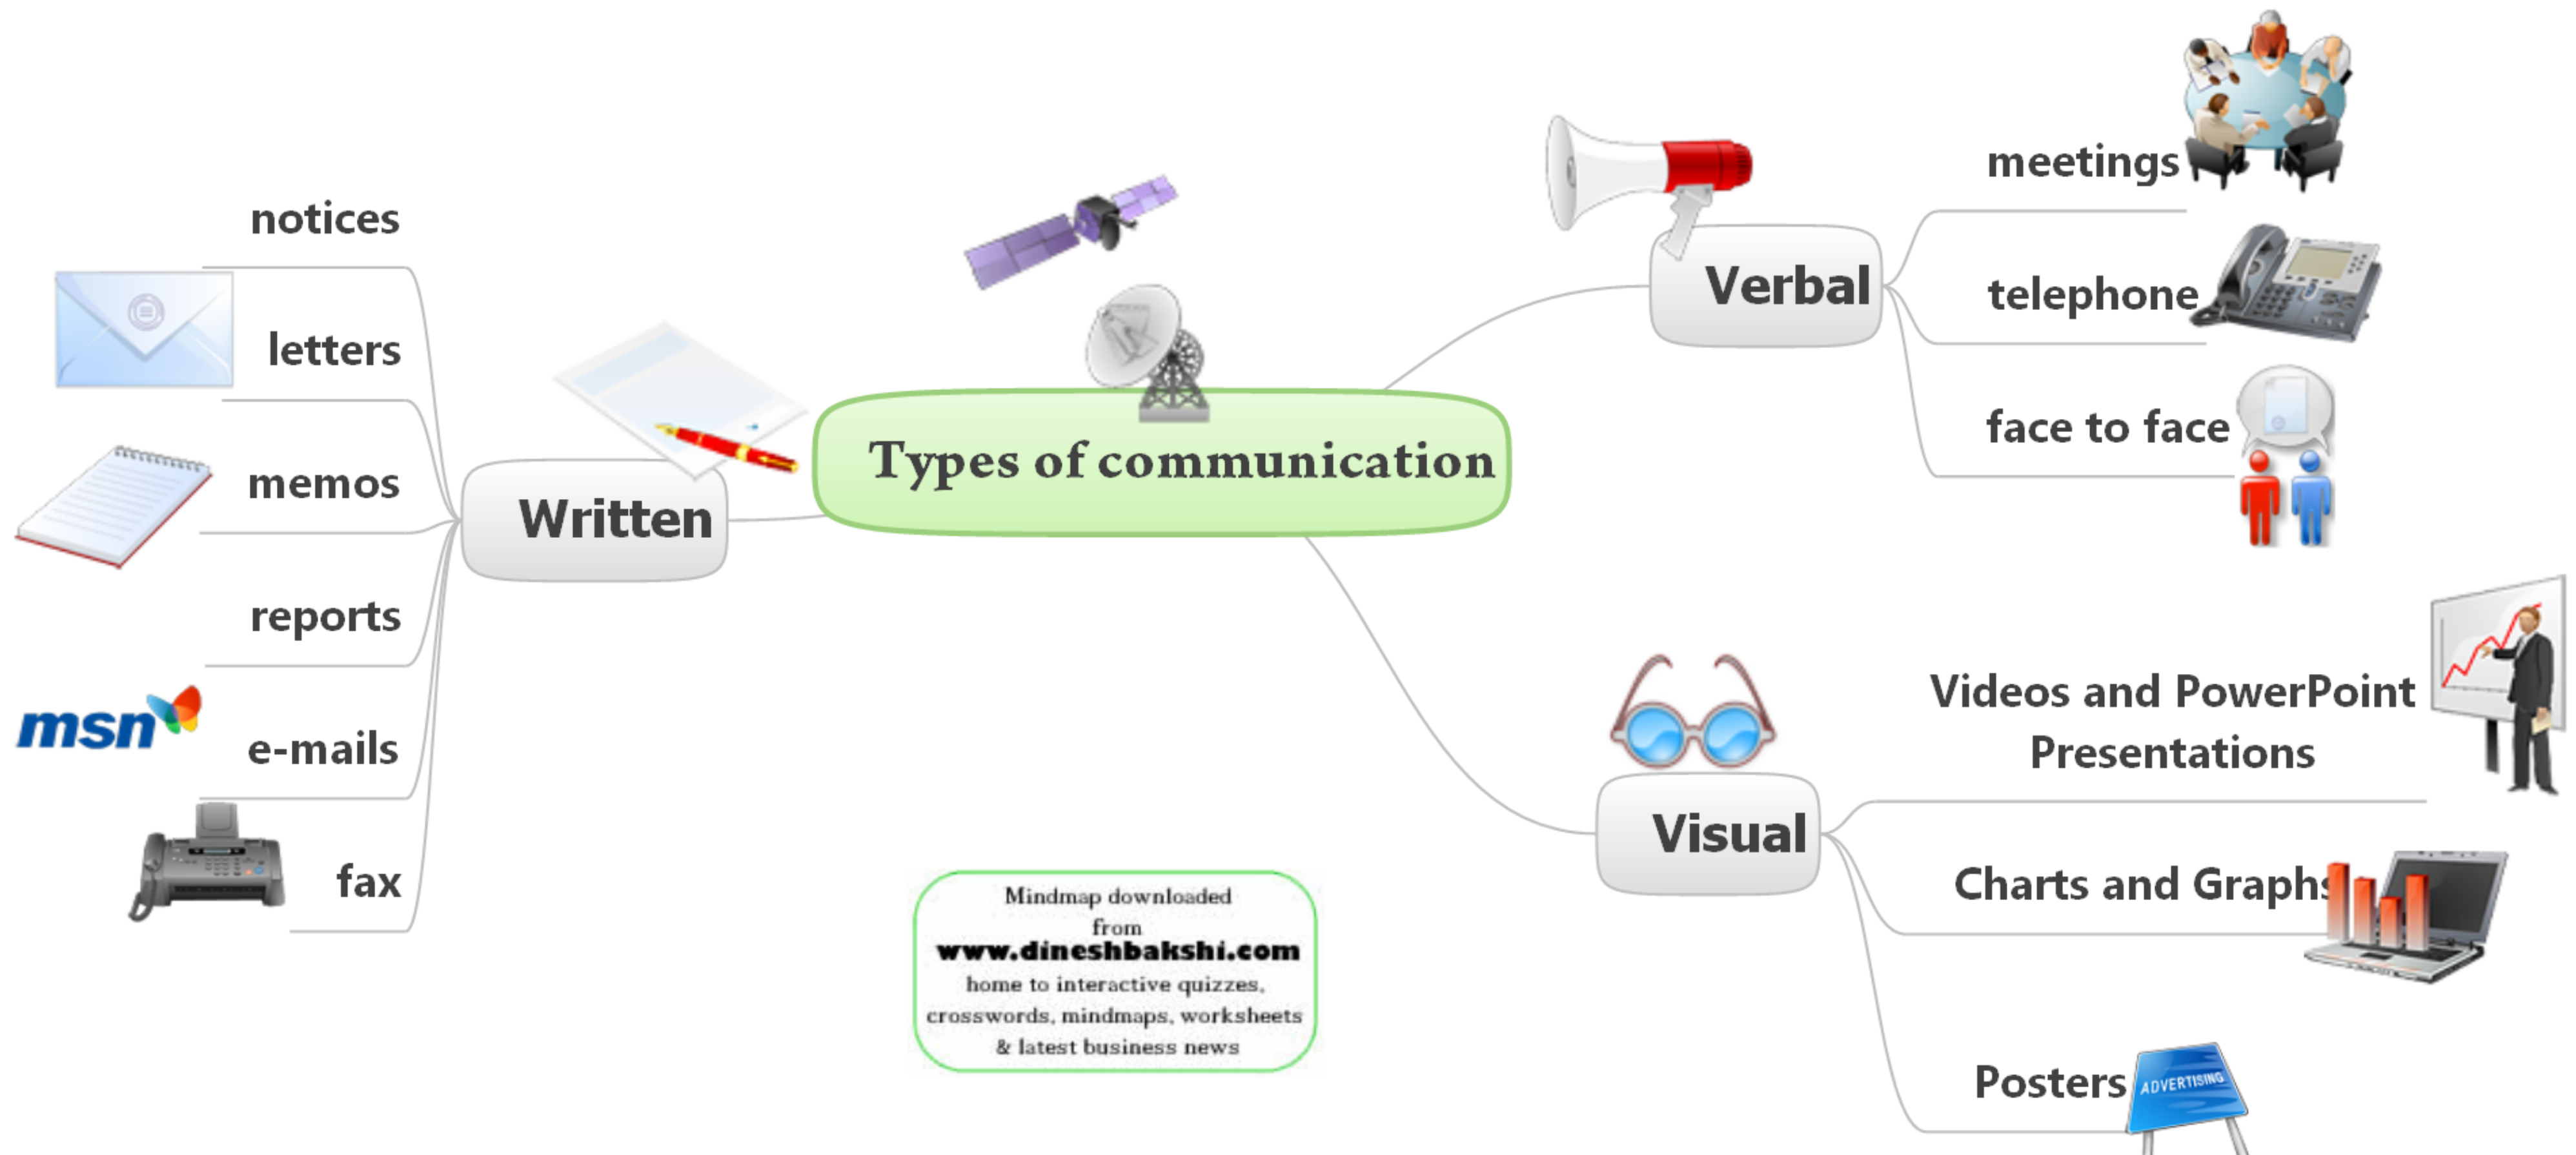 Types of communication
Written
notices
letters
memos
reports
msn
e-mails
fax
Verbal
meetings
telephone
face to face
Visual
Videos and PowerPoint
Presentations
Charts and Graphs
Posters
ADVERTISING
Mindmap downloaded
from
www.dineshbakshi.com
home to interactive quizzes,
crosswords, mindmaps, worksheets
& latest business news